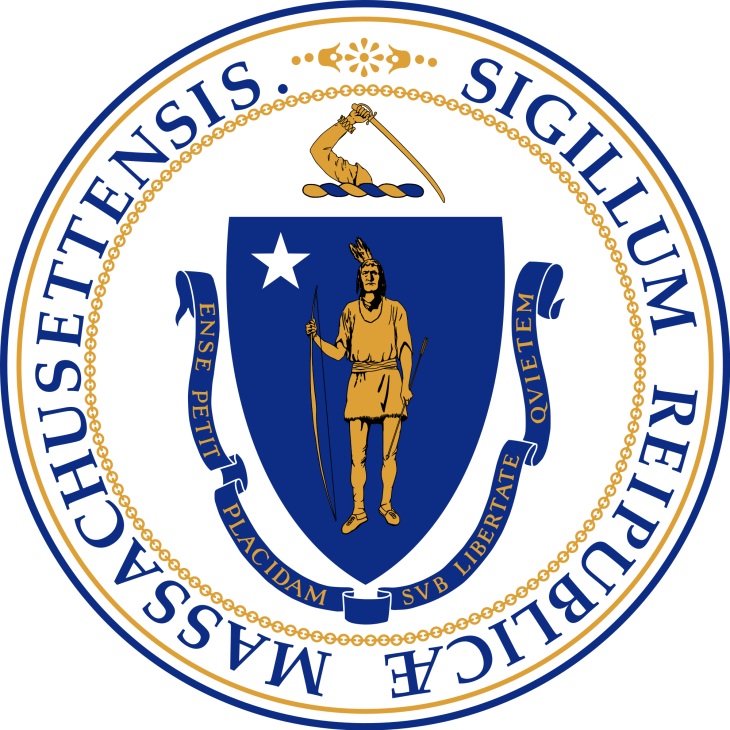 SIGILLUM REIPUBLICÆ MASSACHUSETTENSIS.
ENSE PETIT PLACIDAM SVB LIBERTATE QVIETEM